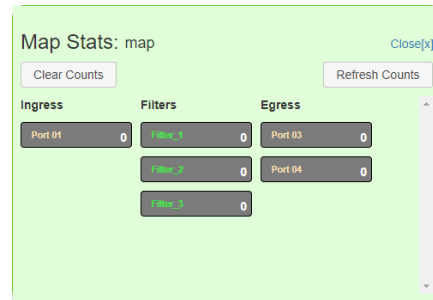 Map Stats: map
Close[x]
Clear Counts
Refresh Counts
Ingress Filters Egress
Port 01 0 Filter_1 0 Port 03 0
Filter_2 0 Port 04 0
Filter_3 0